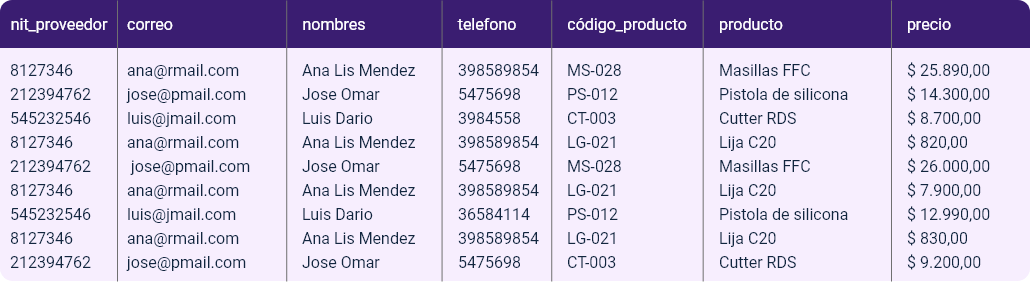 nit_proveedor correo nombres telefono código_producto producto precio
8127346 ana@rmail.com Ana Lis Mendez 398589854 MS-028 Masillas FFC $ 25.890,00
212394762 jose@pmail.com Jose Omar 5475698 PS-012 Pistola de silicona $ 14.300,00
545232546 luis@jmail.com Luis Dario 3984558 CT-003 Cutter RDS $ 8.700,00
8127346 ana@rmail.com Ana Lis Mendez 398589854 LG-021 Lija C20 $ 820,00
212394762 jose@pmail.com Jose Omar 5475698 MS-028 Masillas FFC $ 26.000,00
8127346 ana@rmail.com Ana Lis Mendez 398589854 LG-021 Lija C20 $ 7.900,00
545232546 luis@jmail.com Luis Dario 36584114 PS-012 Pistola de silicona $ 12.990,00
8127346 ana@rmail.com Ana Lis Mendez 398589854 LG-021 Lija C20 $ 830,00
212394762 jose@pmail.com Jose Omar 5475698 CT-003 Cutter RDS $ 9.200,00